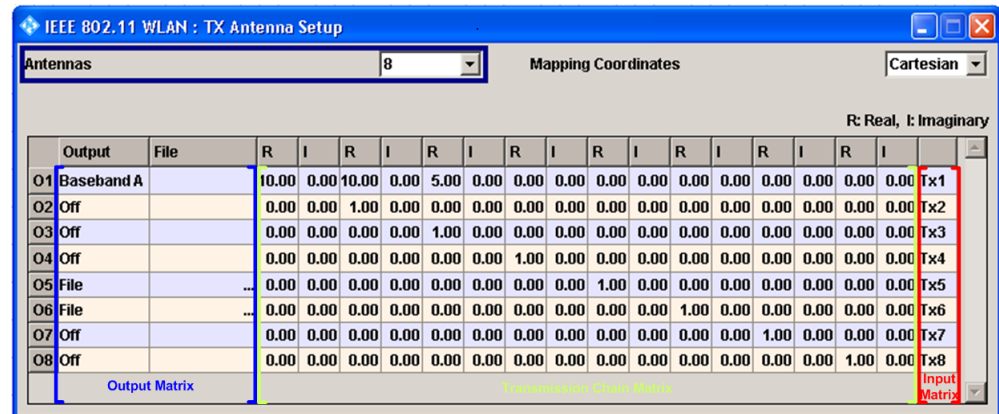 IEEE 802.11 WLAN : TX Antenna Setup
Antennas 8 Mapping Coordinates Cartesian
R: Real, I: Imaginary
Output File R I R I R I R I R I R I R I R I
O1 Baseband A 10.00 0.00 10.00 0.00 5.00 0.00 0.00 0.00 0.00 0.00 0.00 0.00 0.00 0.00 0.00 0.00 Tx1
O2 Off 0.00 0.00 1.00 0.00 0.00 0.00 0.00 0.00 0.00 0.00 0.00 0.00 0.00 0.00 0.00 0.00 Tx2
O3 Off 0.00 0.00 0.00 0.00 1.00 0.00 0.00 0.00 0.00 0.00 0.00 0.00 0.00 0.00 0.00 0.00 Tx3
O4 Off 0.00 0.00 0.00 0.00 0.00 0.00 1.00 0.00 0.00 0.00 0.00 0.00 0.00 0.00 0.00 0.00 Tx4
O5 File ... 0.00 0.00 0.00 0.00 0.00 0.00 0.00 0.00 1.00 0.00 0.00 0.00 0.00 0.00 0.00 0.00 Tx5
O6 File ... 0.00 0.00 0.00 0.00 0.00 0.00 0.00 0.00 0.00 0.00 1.00 0.00 0.00 0.00 0.00 0.00 Tx6
O7 Off 0.00 0.00 0.00 0.00 0.00 0.00 0.00 0.00 0.00 0.00 0.00 0.00 1.00 0.00 0.00 0.00 Tx7
O8 Off 0.00 0.00 0.00 0.00 0.00 0.00 0.00 0.00 0.00 0.00 0.00 0.00 0.00 0.00 1.00 0.00 Tx8
Output Matrix Transmission Chain Matrix Input
Matrix